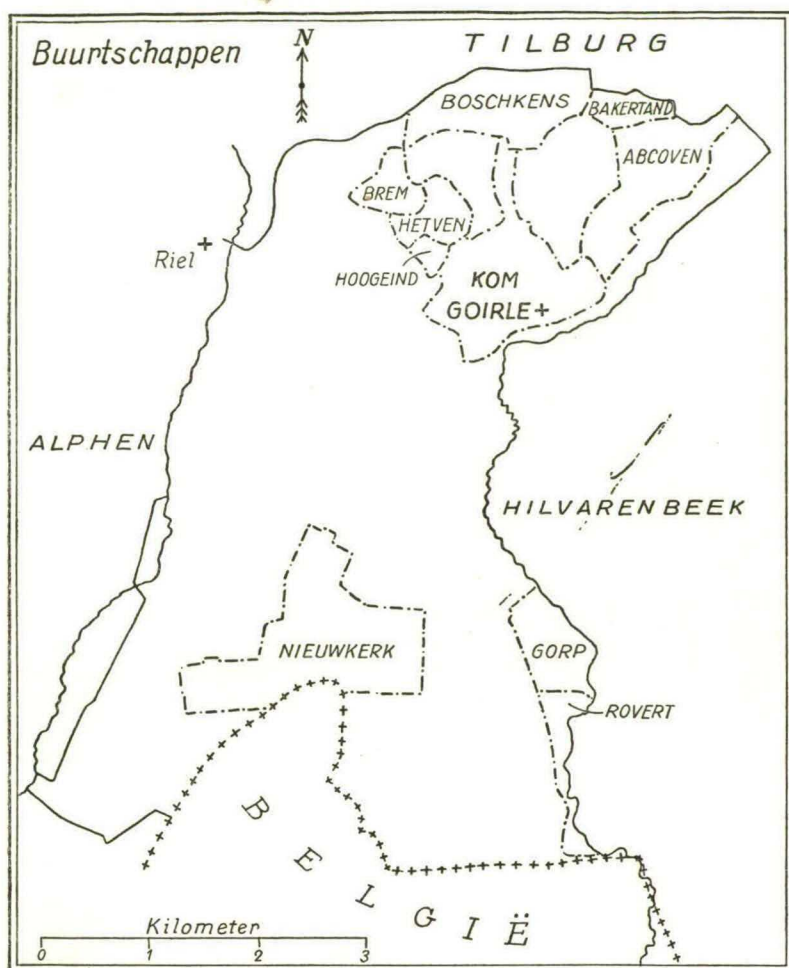 Buurtschappen
N
TILBURG
BOSCHKENS
BAKERTAND
ABCOVEN
BREM
HETVEN
Riel
HOOGEIND
KOM
GOIRLE
ALPHEN
HILVARENBEEK
NIEUWKERK
GORP
ROVERT
BELGIË
Kilometer
0 1 2 3